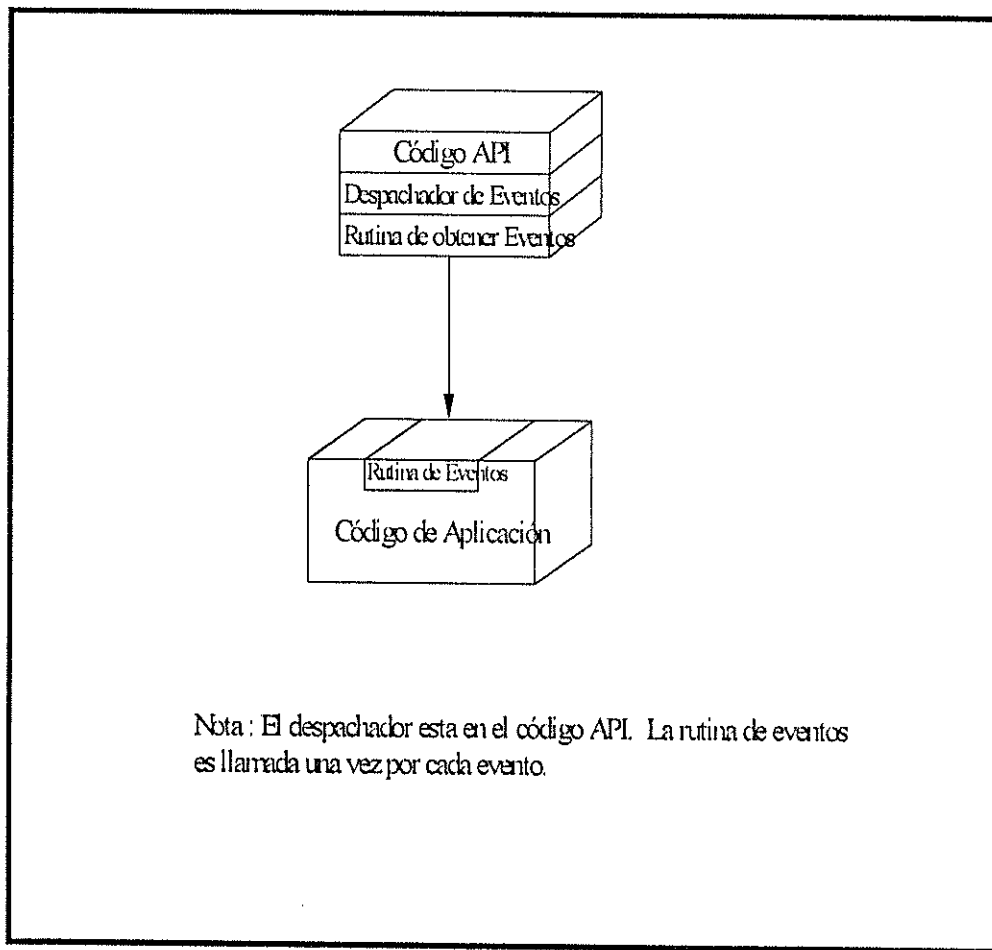 Código API
Despachador de Eventos
Rutina de obtener Eventos
Rutina de Eventos
Código de Aplicación
Nota : El despachador esta en el código API. La rutina de eventos
es llamada una vez por cada evento.